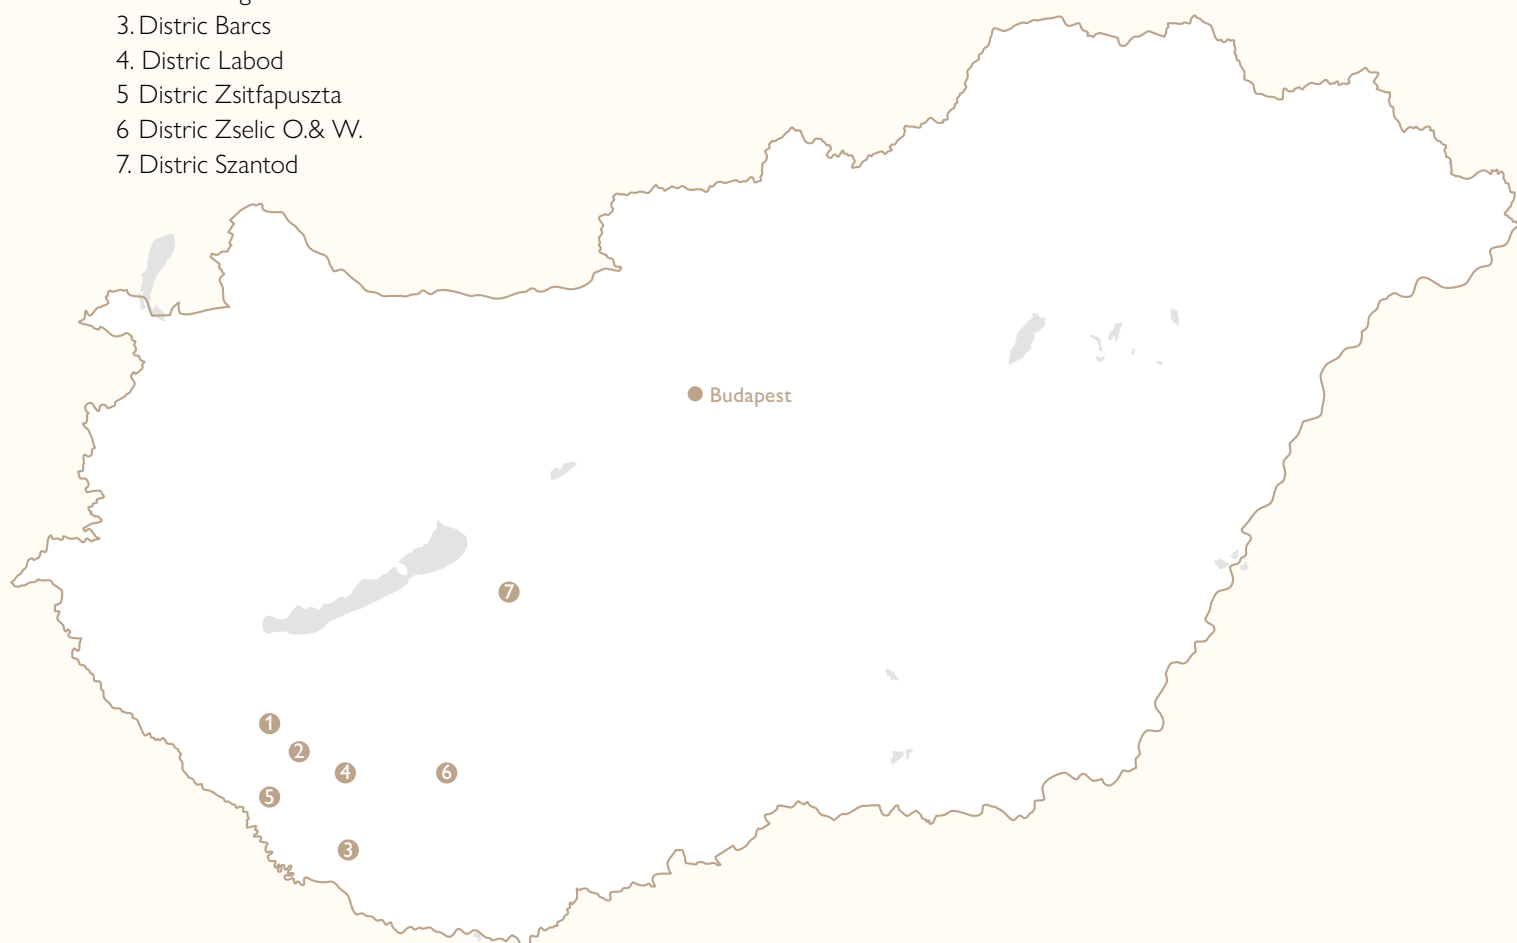 3. Distric Barcs
4. Distric Labod
5 Distric Zsitfapuszta
6 Distric Zselic O.& W.
7. Distric Szantod
Budapest
7
1
2
4
6
5
3